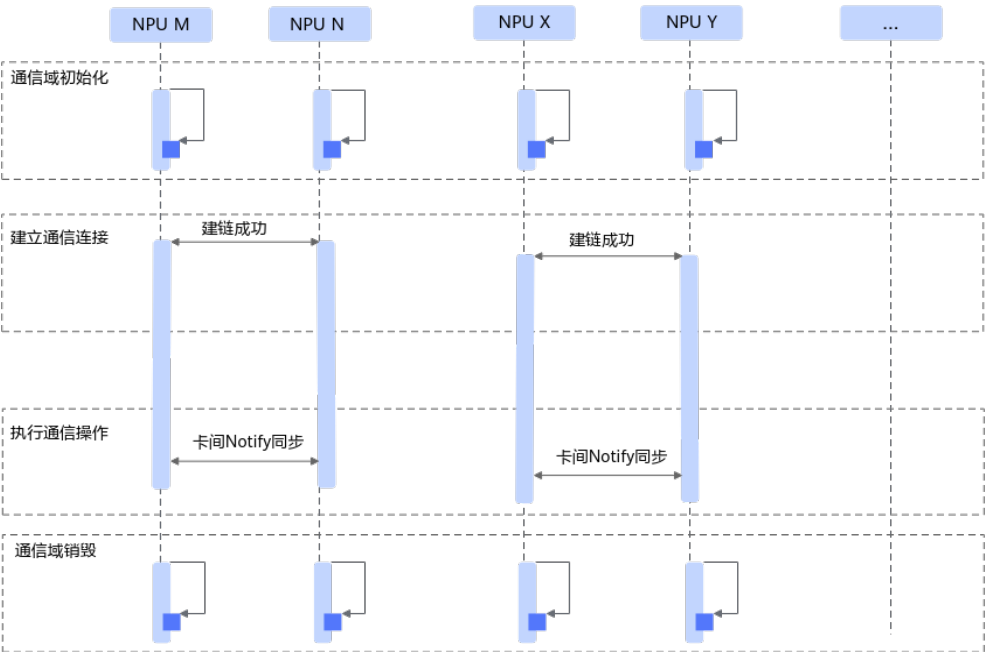 NPU M
NPU N
NPU X
NPU Y
...
通信域初始化
建立通信连接
建链成功
建链成功
执行通信操作
卡间Notify同步
卡间Notify同步
通信域销毁